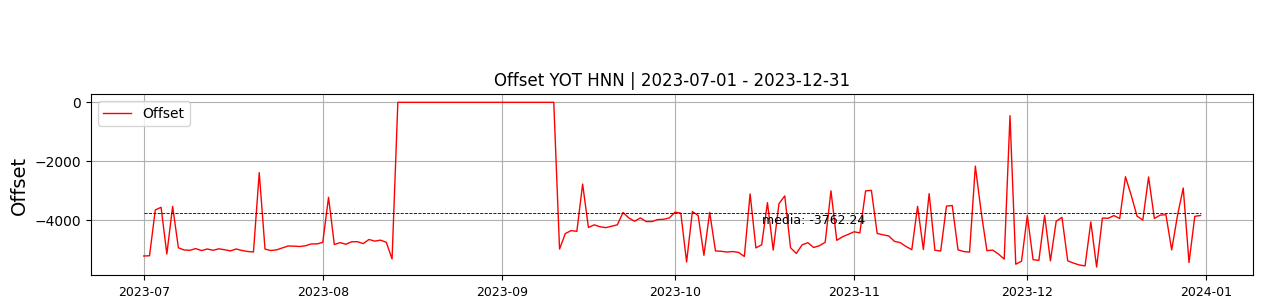 Offset YOT HNN | 2023-07-01 - 2023-12-31
Offset
Offset
0
−2000
−4000
media: -3762.24
2023-07
2023-08
2023-09
2023-10
2023-11
2023-12
2024-01